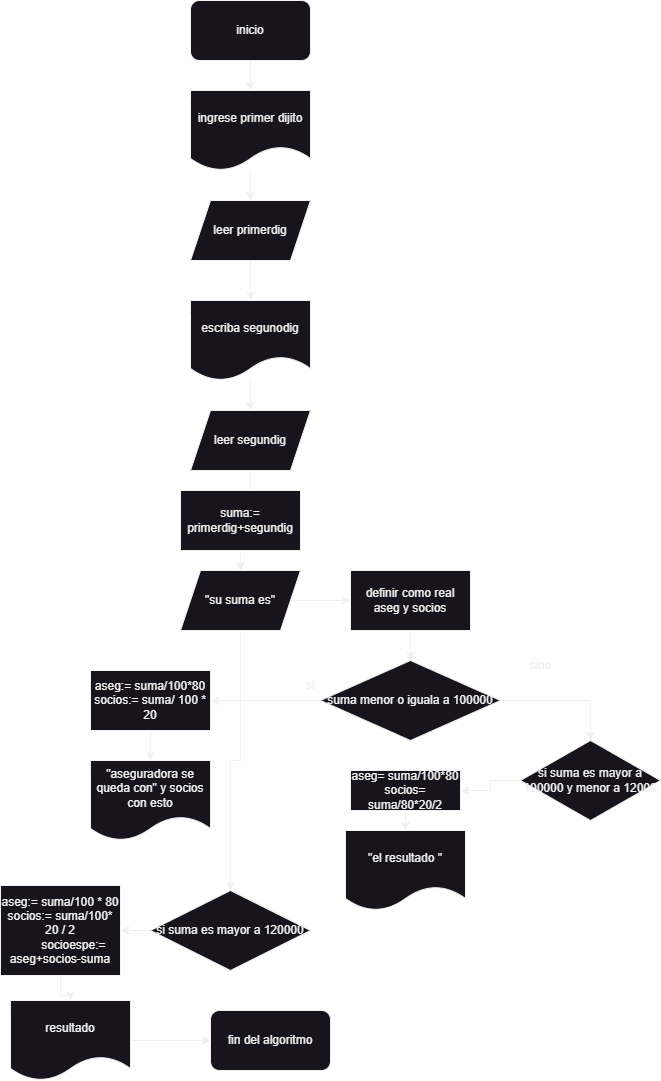 inicio
ingrese primer dijito
leer primerdig
escriba segunodig
leer segundig
suma:=
primerdig+segundig
"su suma es"
definir como real
aseg y socios
sino
si
suma menor o iguala a 100000
aseg:= suma/100*80
socios:= suma/ 100 *
20
"aseguradora se
queda con" y socios
con esto
si suma es mayor a
100000 y menor a 12000
aseg= suma/100*80
socios=
suma/80*20/2
"el resultado "
si suma es mayor a 120000
aseg:= suma/100 * 80
socios:= suma/100*
20 / 2
socioespe:=
aseg+socios-suma
resultado
fin del algoritmo